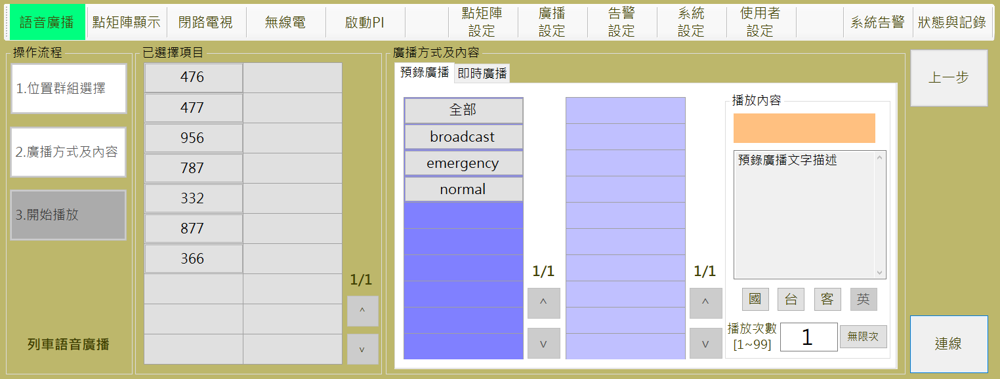 語音廣播
點矩陣顯示
閉路電視
無線電
啟動PI
點矩陣
設定
廣播
設定
告警
設定
系統
設定
使用者
設定
系統告警
狀態與記錄
操作流程
1.位置群組選擇
2.廣播方式及內容
3.開始播放
列車語音廣播
已選擇項目
476
477
956
787
332
877
366
1/1
^
v
廣播方式及內容
預錄廣播
即時廣播
全部
broadcast
emergency
normal
1/1
^
v
1/1
^
v
播放內容
預錄廣播文字描述
國
台
客
英
播放次數
[1~99]
1
無限次
上一步
連線